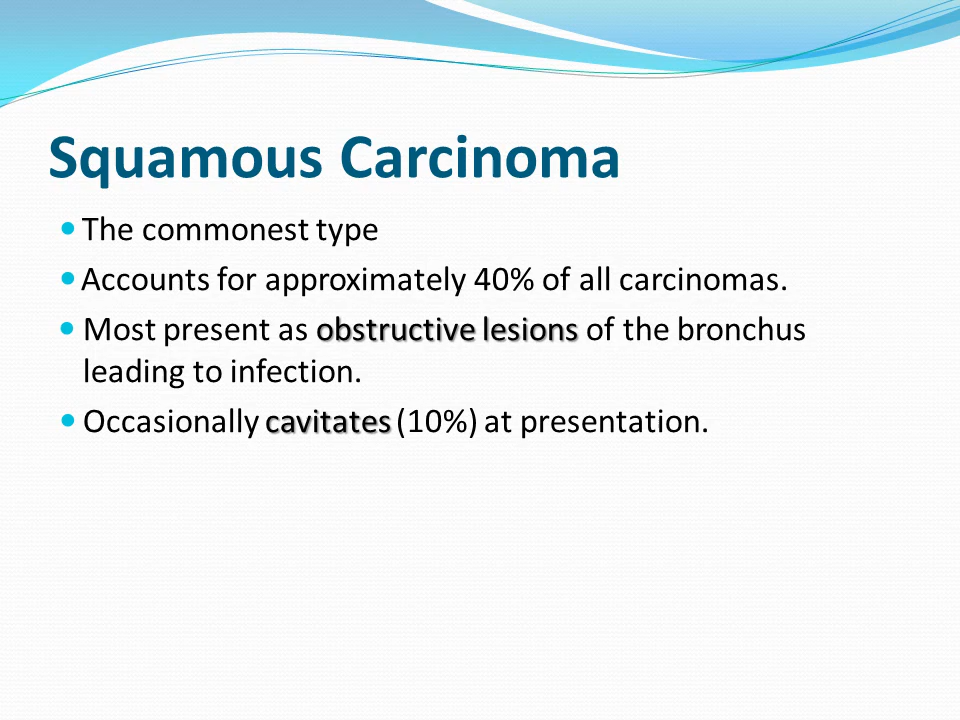 Squamous Carcinoma
The commonest type
Accounts for approximately 40% of all carcinomas.
Most present as obstructive lesions of the bronchus
leading to infection.
Occasionally cavitates (10%) at presentation.